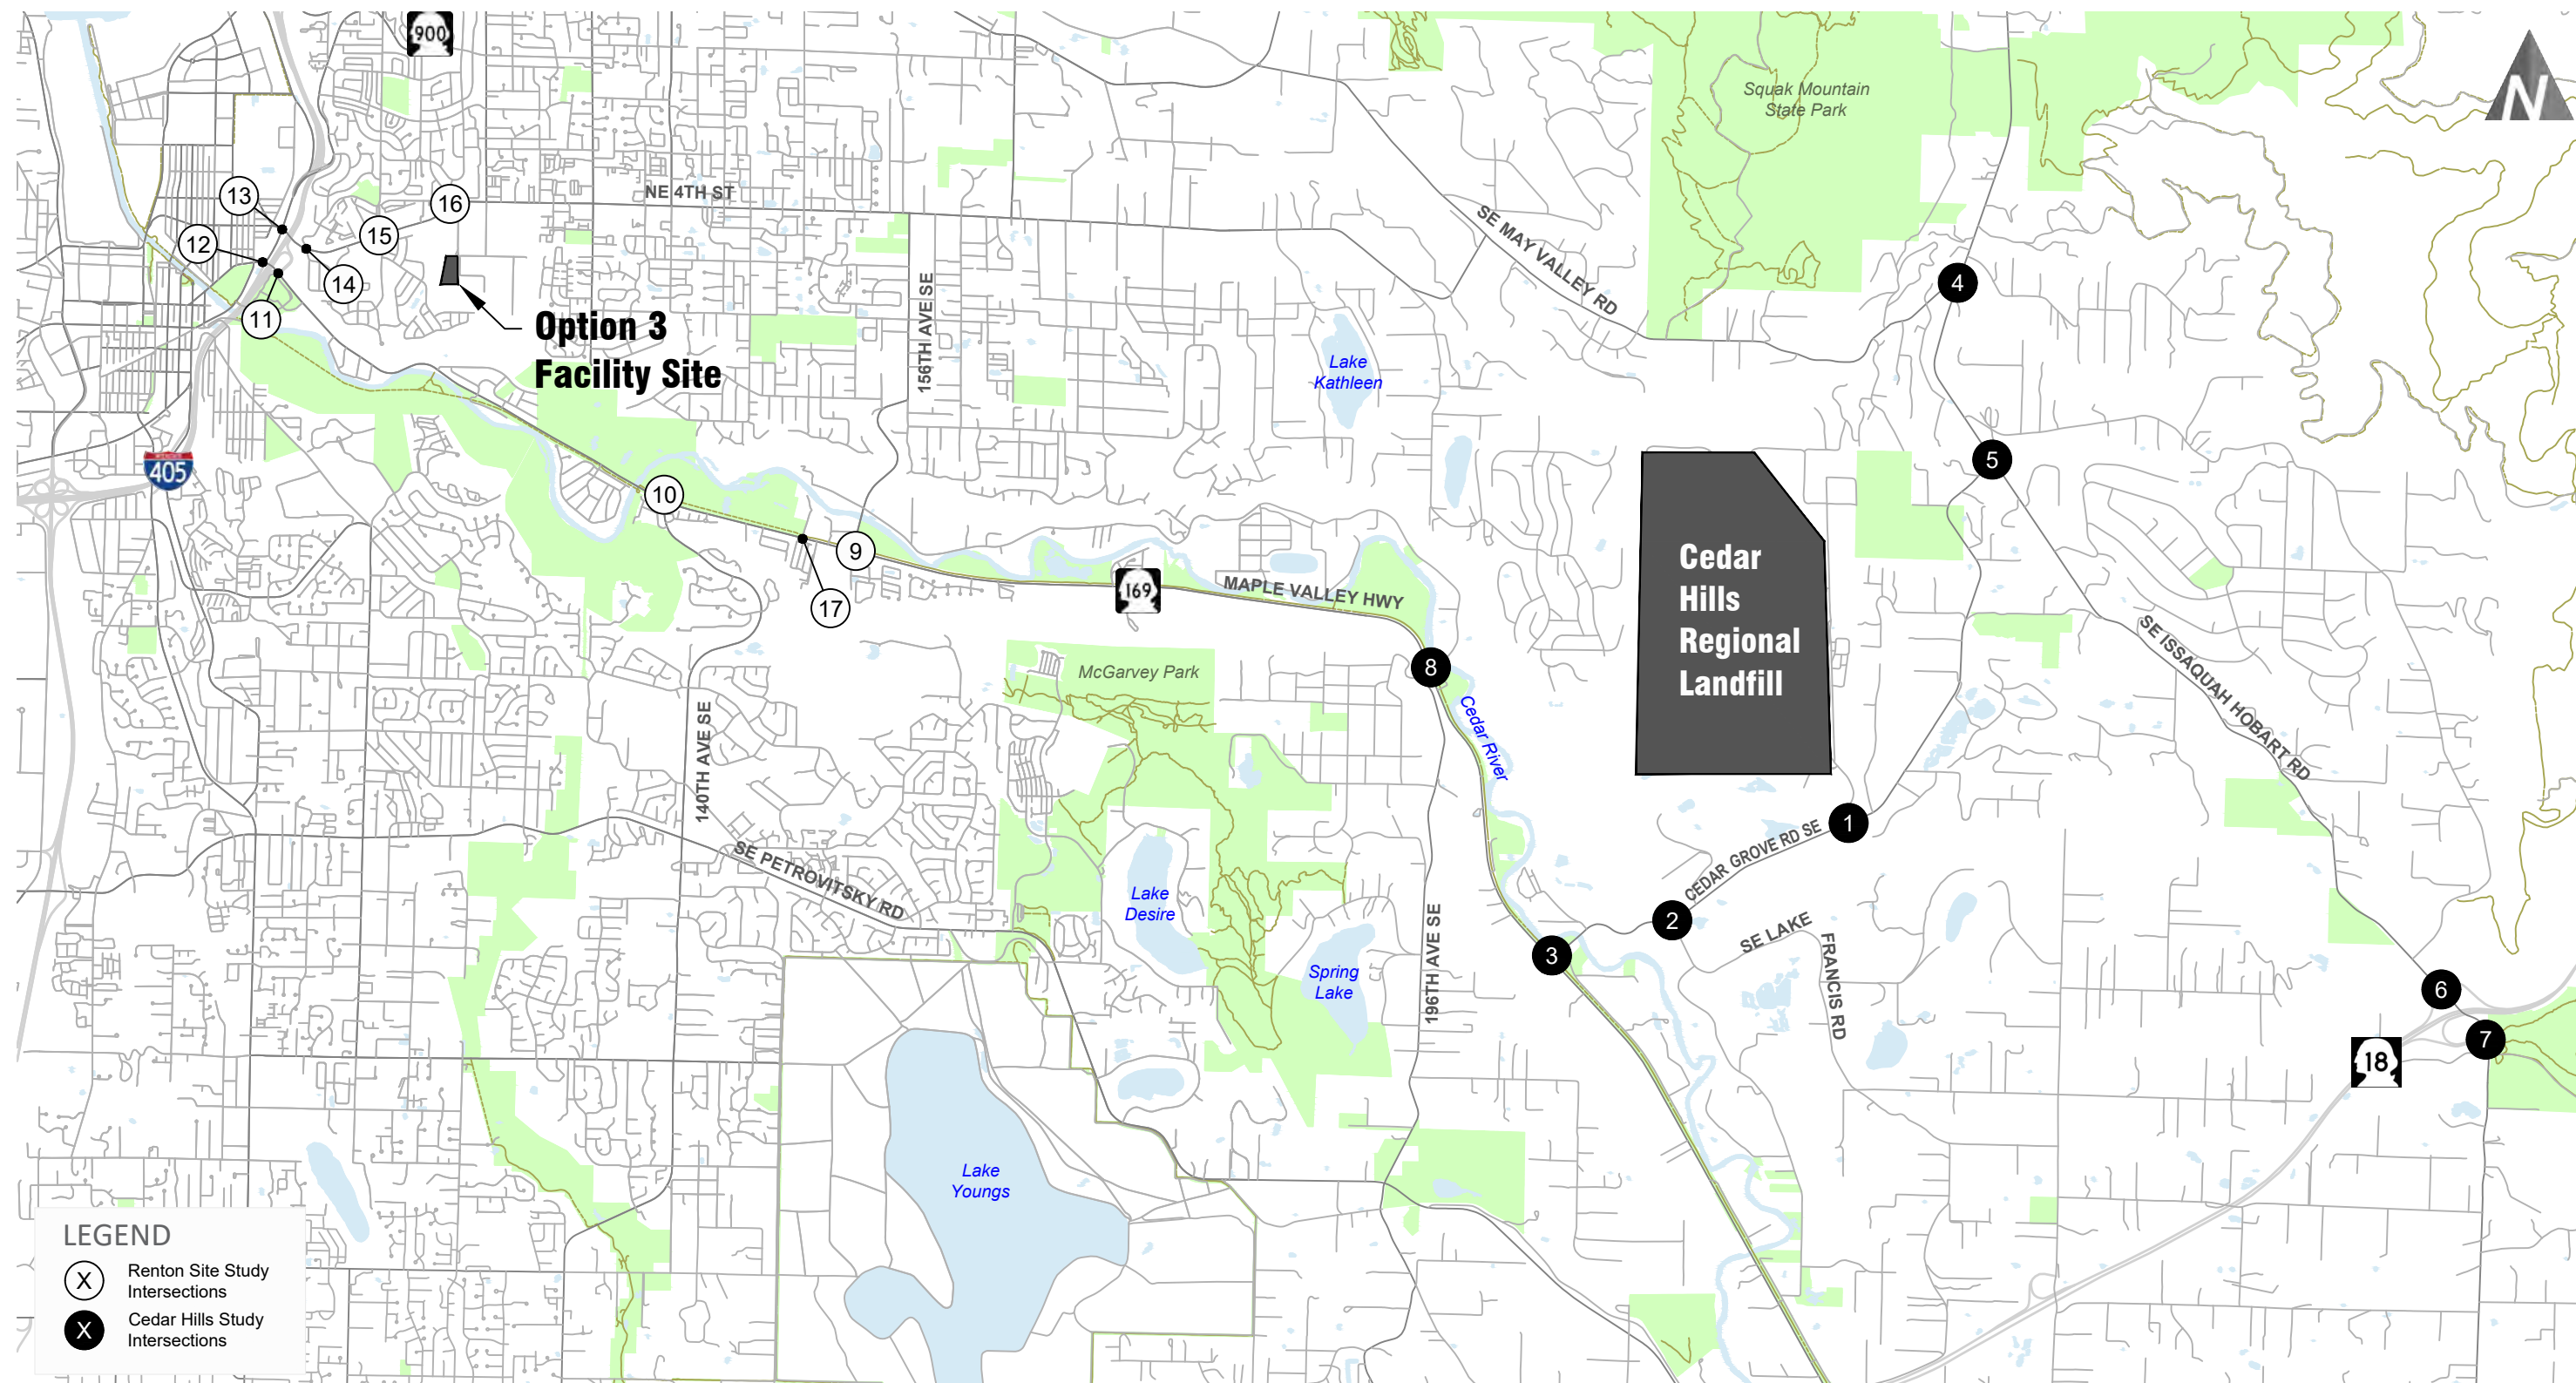 900
Squak Mountain
State Park
N
13
16
NE 4TH ST
12
15
SE MAY VALLEY RD
14
4
11
Option 3
Facility Site
156TH AVE SE
Lake
Kathleen
405
5
10
9
Cedar
Hills
Regional
Landfill
169
MAPLE VALLEY HWY
17
SE ISSAQUAH HOBART RD
8
McGarvey Park
Cedar River
140TH AVE SE
1
SE PETROVITSKY RD
CEDAR GROVE RD SE
Lake
Desire
2
SE LAKE
FRANCIS RD
196TH AVE SE
3
Spring
Lake
6
7
18
Lake
Youngs
LEGEND
X
Renton Site Study
Intersections
X
Cedar Hills Study
Intersections